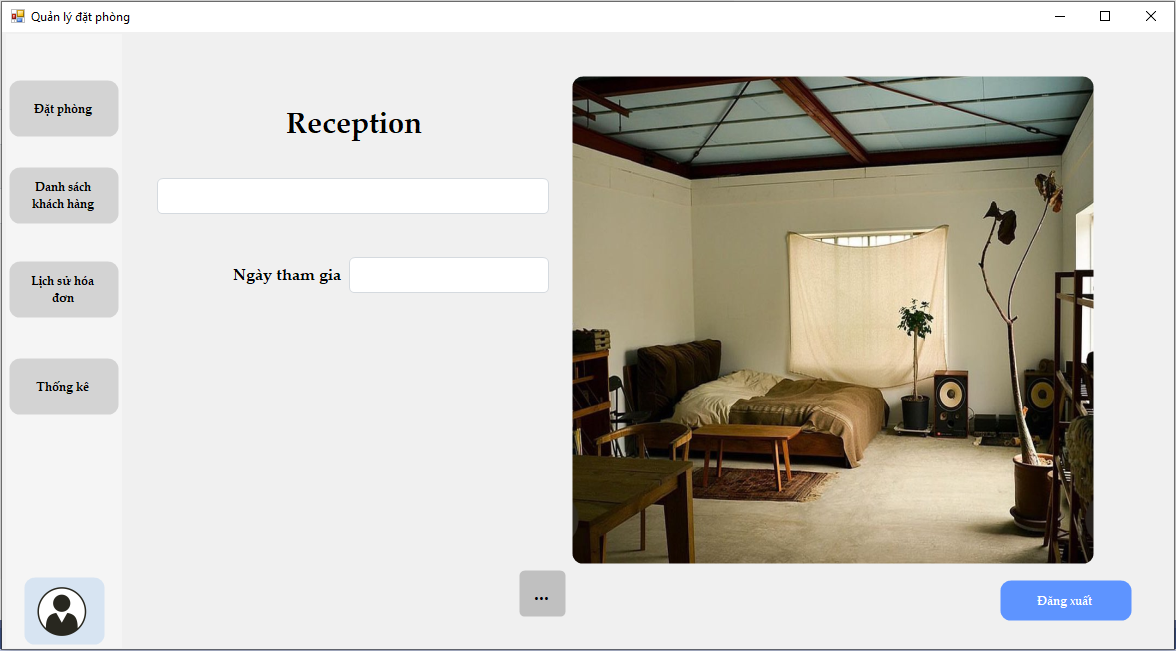 Quản lý đặt phòng
Đặt phòng
Danh sách
khách hàng
Lịch sử hóa
đơn
Thống kê
Reception
Ngày tham gia
...
Đăng xuất